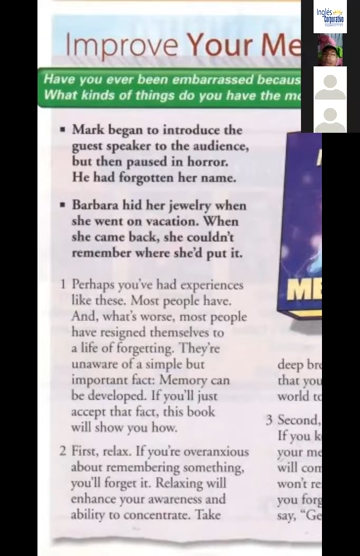 Inglés
Corporativo
Improve Your Me
Have you ever been embarrassed becaus
What kinds of things do you have the mo
▪ Mark began to introduce the
guest speaker to the audience,
but then paused in horror.
He had forgotten her name.
▪ Barbara hid her jewelry when
she went on vacation. When
she came back, she couldn't
remember where she'd put it.
1 Perhaps you've had experiences
like these. Most people have.
And, what's worse, most people
have resigned themselves to
a life of forgetting. They're
unaware of a simple but
important fact: Memory can
be developed. If you'll just
accept that fact, this book
will show you how.
2 First, relax. If you're overanxious
about remembering something,
you'll forget it. Relaxing will
enhance your awareness and
ability to concentrate. Take
ME
deep bre
that you
world to
3 Second,
If you k
your me
will com
won't re
you forg
say, "Ge